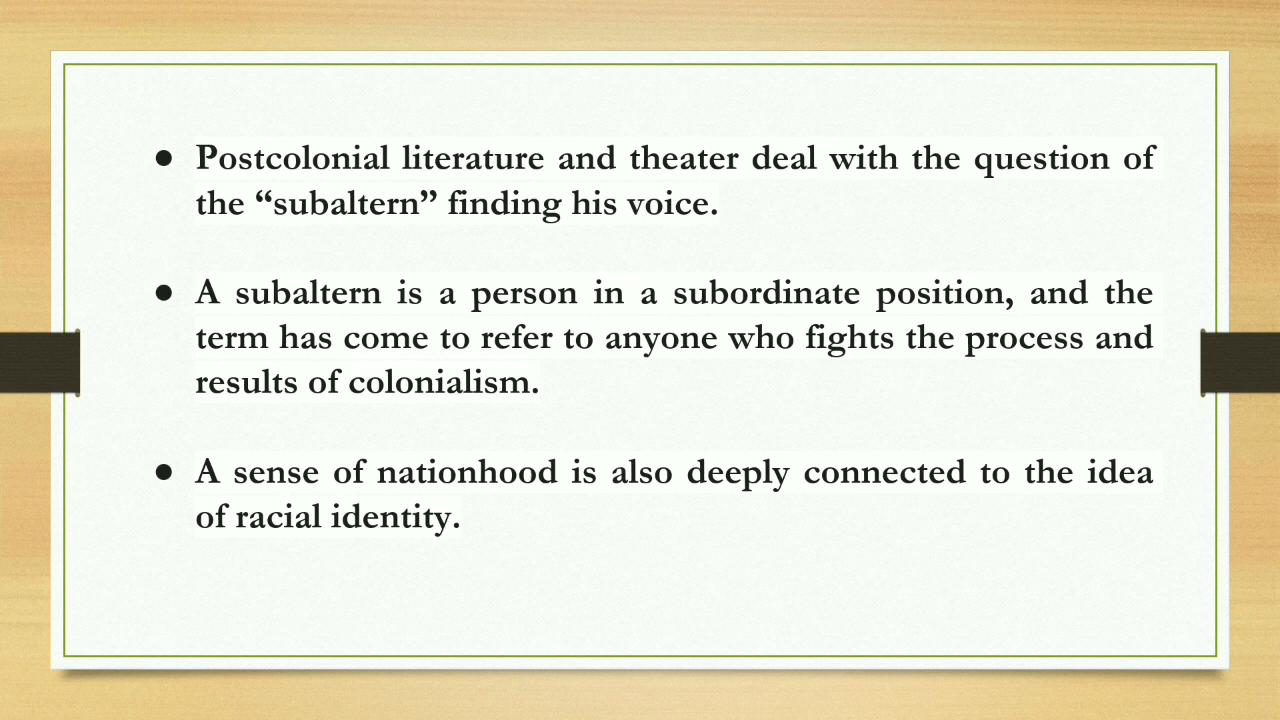 ● Postcolonial literature and theater deal with the question of
the “subaltern” finding his voice.
● A subaltern is a person in a subordinate position, and the
term has come to refer to anyone who fights the process and
results of colonialism.
● A sense of nationhood is also deeply connected to the idea
of racial identity.